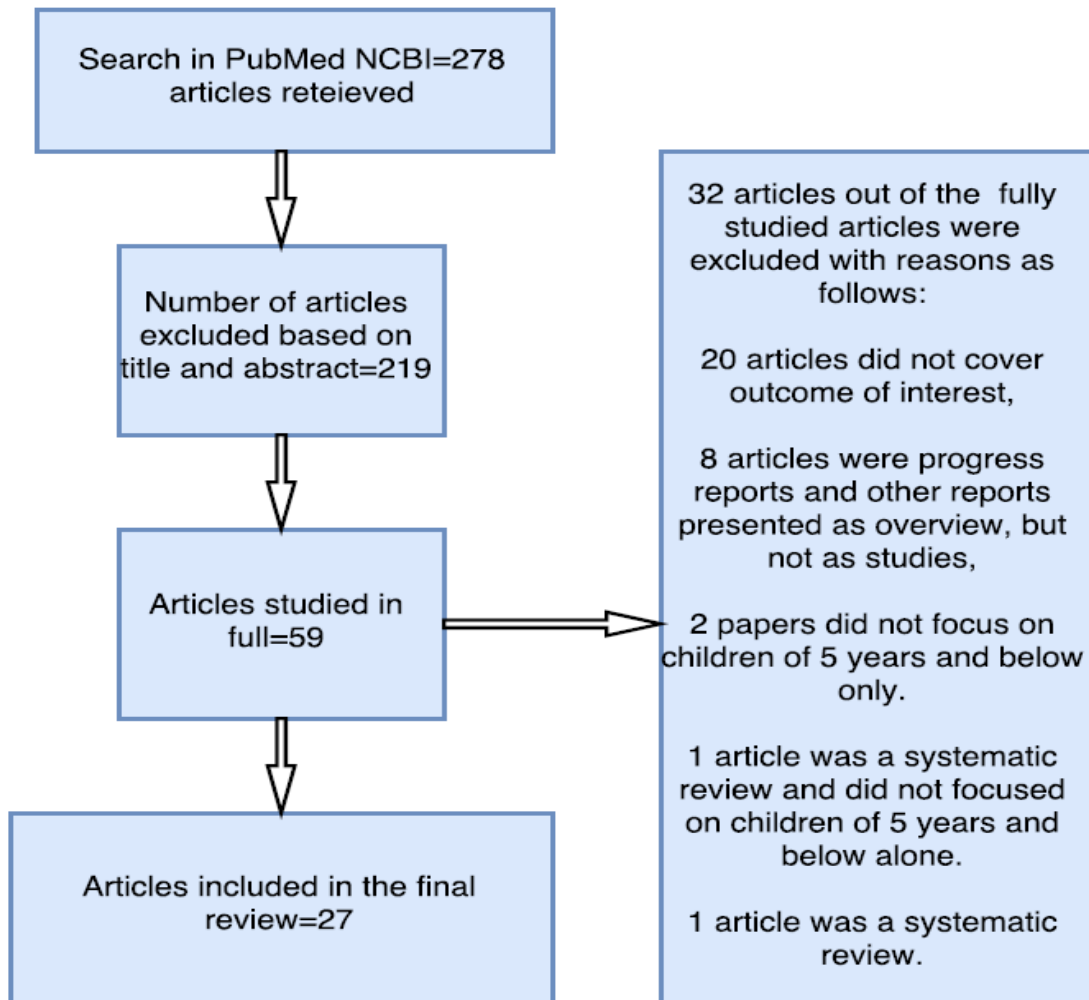 Search in PubMed NCBI=278
articles reteieved
Number of articles
excluded based on
title and abstract=219
Articles studied in
full=59
Articles included in the final
review=27
32 articles out of the fully
studied articles were
excluded with reasons as
follows:
20 articles did not cover
outcome of interest,
8 articles were progress
reports and other reports
presented as overview, but
not as studies,
2 papers did not focus on
children of 5 years and below
only.
1 article was a systematic
review and did not focused
on children of 5 years and
below alone.
1 article was a systematic
review.